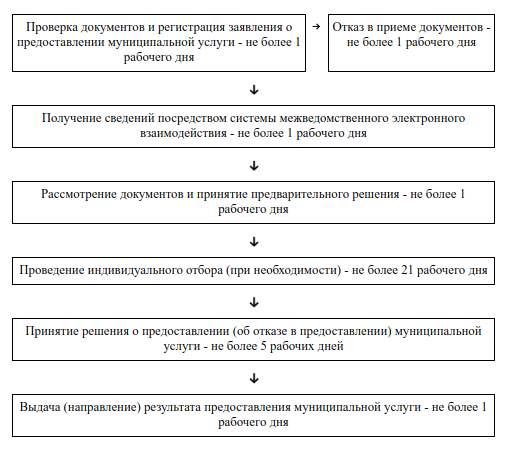 Проверка документов и регистрация заявления о
предоставлении муниципальной услуги - не более 1
рабочего дня
Отказ в приеме документов -
не более 1 рабочего дня
Получение сведений посредством системы межведомственного электронного
взаимодействия - не более 1 рабочего дня
Рассмотрение документов и принятие предварительного решения - не более 1
рабочего дня
Проведение индивидуального отбора (при необходимости) - не более 21 рабочего дня
Принятие решения о предоставлении (об отказе в предоставлении) муниципальной
услуги - не более 5 рабочих дней
Выдача (направление) результата предоставления муниципальной услуги - не более 1
рабочего дня